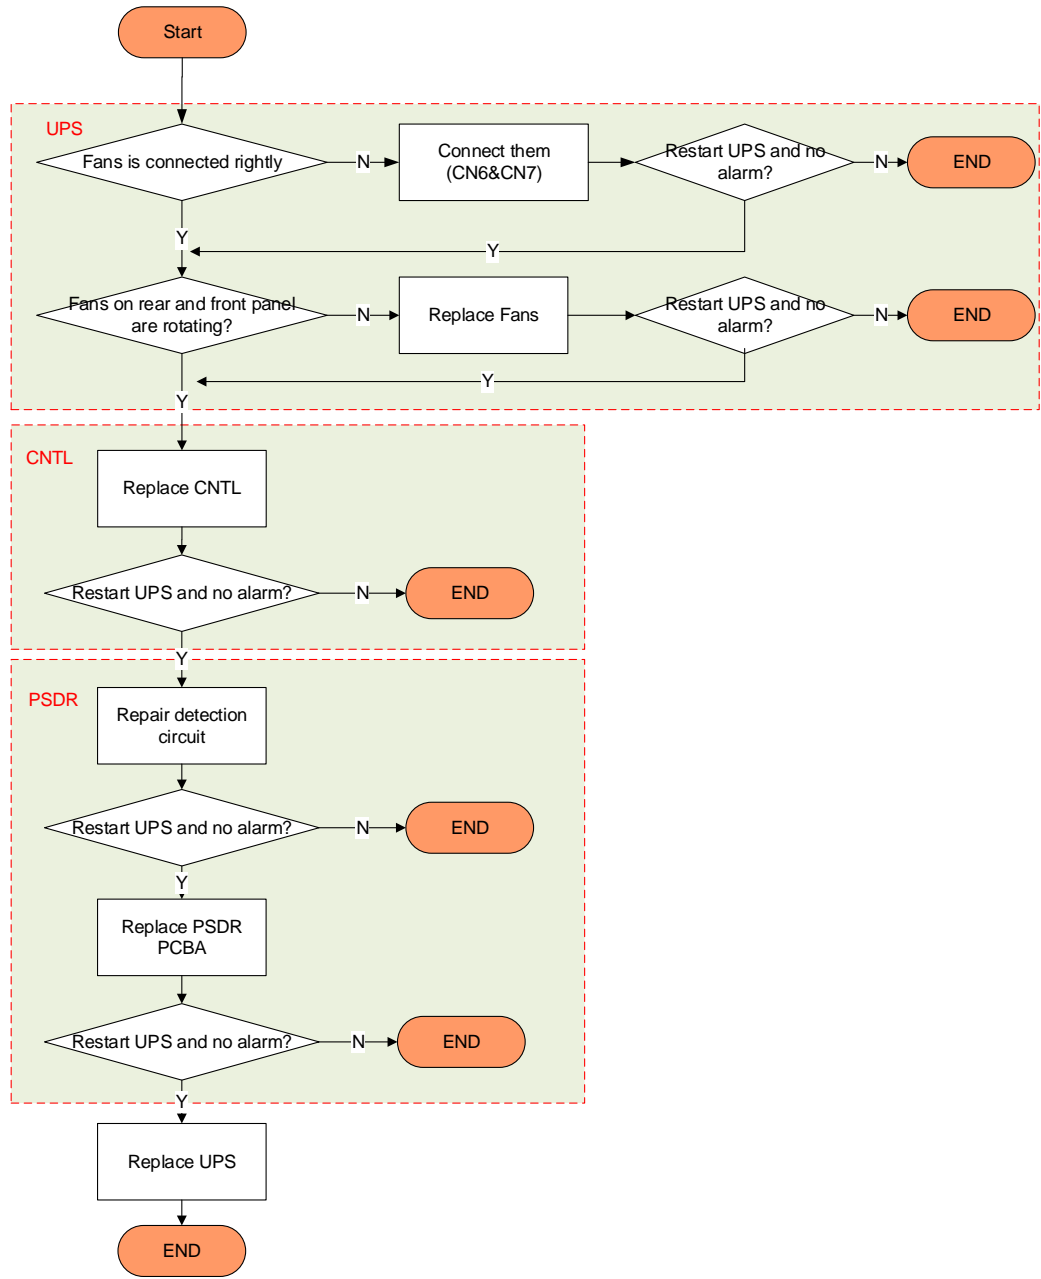 Start
UPS
Fans is connected rightly
N
Connect them
(CN6&CN7)
Restart UPS and no
alarm?
N
END
Y
Y
Fans on rear and front panel
are rotating?
N
Replace Fans
Restart UPS and no
alarm?
N
END
Y
Y
CNTL
Replace CNTL
Restart UPS and no alarm?
N
END
Y
PSDR
Repair detection
circuit
Restart UPS and no alarm?
N
END
Y
Replace PSDR
PCBA
Restart UPS and no alarm?
N
END
Y
Replace UPS
END